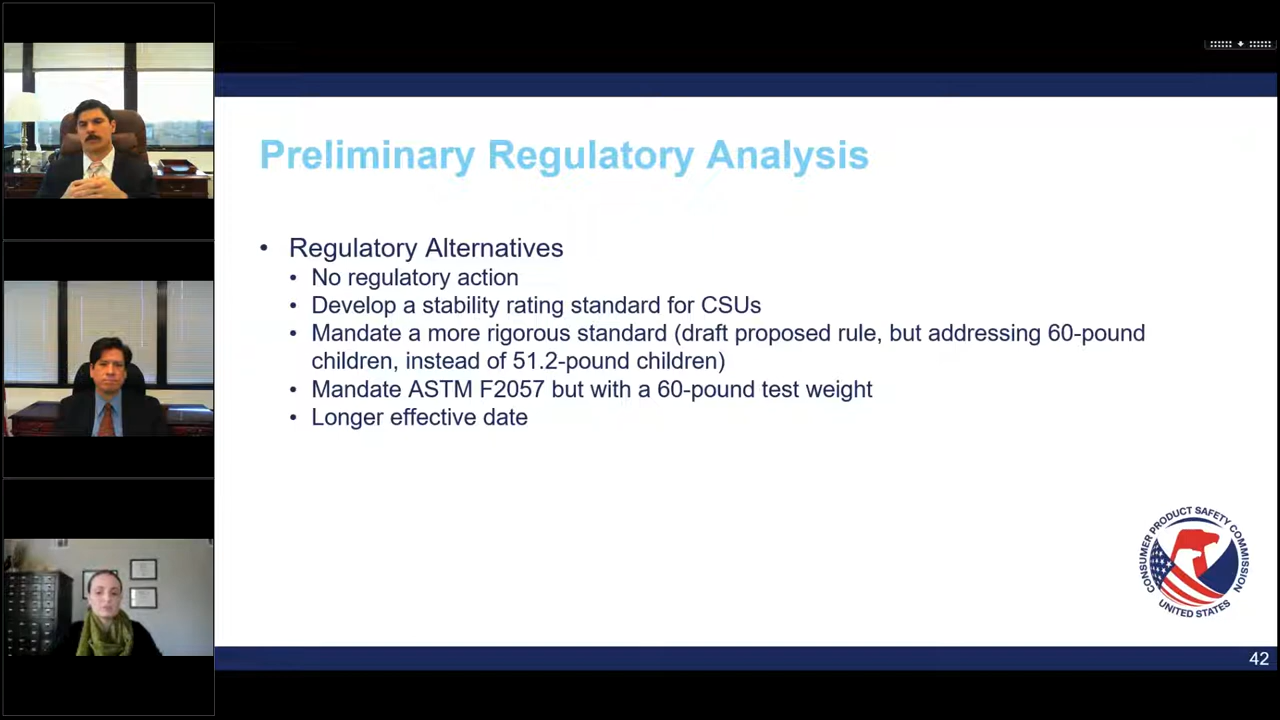 Preliminary Regulatory Analysis
• Regulatory Alternatives
• No regulatory action
• Develop a stability rating standard for CSUs
• Mandate a more rigorous standard (draft proposed rule, but addressing 60-pound
children, instead of 51.2-pound children)
• Mandate ASTM F2057 but with a 60-pound test weight
• Longer effective date
CONSUMER PRODUCT SAFETY COMMISSION
UNITED STATES
42